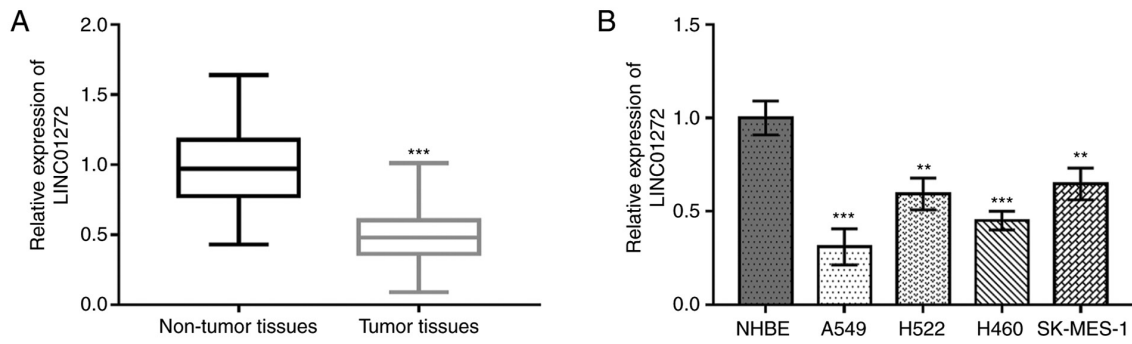 A
Relative expression of
LINC01272
2.0
1.5
1.0
0.5
0.0
***
Non-tumor tissues
Tumor tissues
B
Relative expression of
LINC01272
1.5
1.0
0.5
0.0
***
**
***
**
NHBE
A549
H522
H460
SK-MES-1